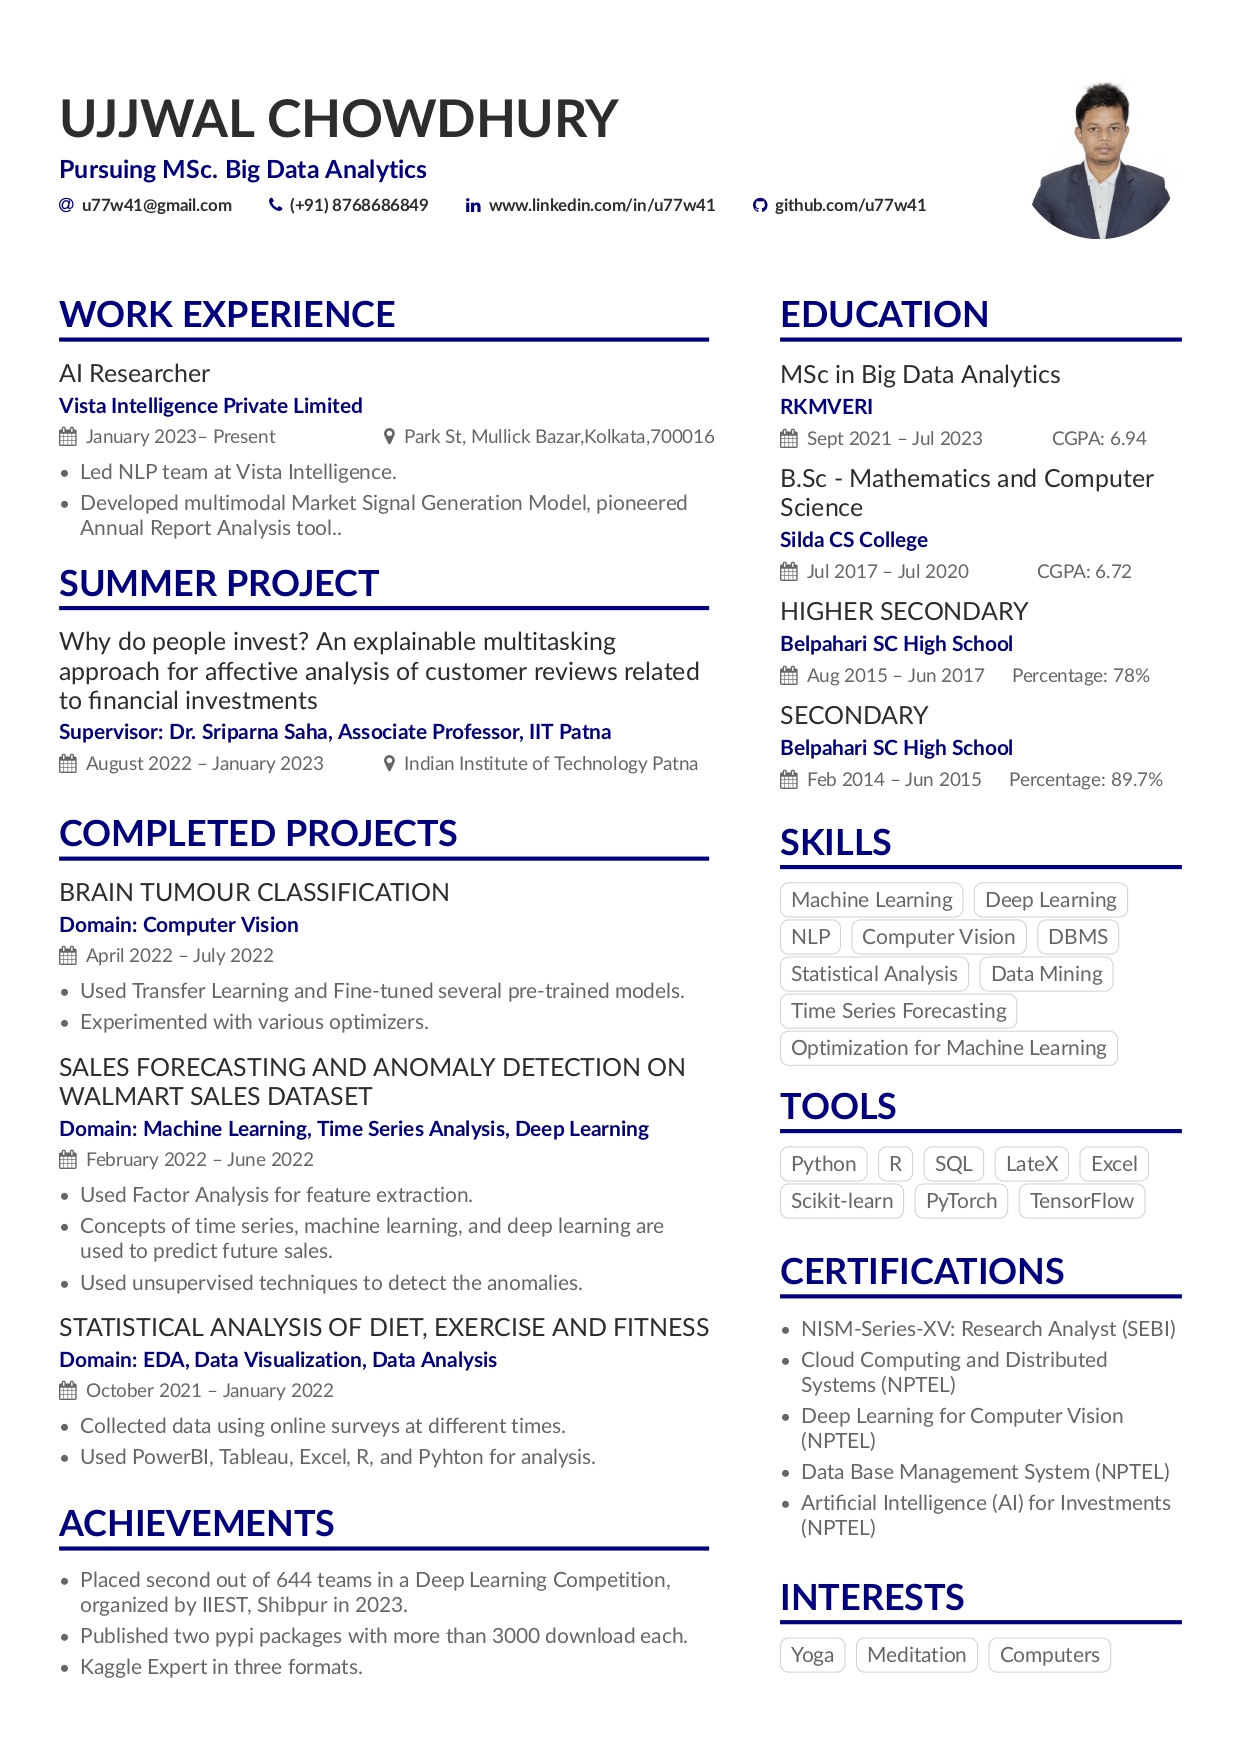 UJJWAL CHOWDHURY
Pursuing MSc. Big Data Analytics
u77w41@gmail.com (+91) 8768686849 www.linkedin.com/in/u77w41 github.com/u77w41
WORK EXPERIENCE
AI Researcher
Vista Intelligence Private Limited
January 2023– Present Park St, Mullick Bazar,Kolkata,700016
• Led NLP team at Vista Intelligence.
• Developed multimodal Market Signal Generation Model, pioneered
Annual Report Analysis tool..
SUMMER PROJECT
Why do people invest? An explainable multitasking
approach for affective analysis of customer reviews related
to financial investments
Supervisor: Dr. Sriparna Saha, Associate Professor, IIT Patna
August 2022 – January 2023 Indian Institute of Technology Patna
COMPLETED PROJECTS
BRAIN TUMOUR CLASSIFICATION
Domain: Computer Vision
April 2022 – July 2022
• Used Transfer Learning and Fine-tuned several pre-trained models.
• Experimented with various optimizers.
SALES FORECASTING AND ANOMALY DETECTION ON
WALMART SALES DATASET
Domain: Machine Learning, Time Series Analysis, Deep Learning
February 2022 – June 2022
• Used Factor Analysis for feature extraction.
• Concepts of time series, machine learning, and deep learning are
used to predict future sales.
• Used unsupervised techniques to detect the anomalies.
STATISTICAL ANALYSIS OF DIET, EXERCISE AND FITNESS
Domain: EDA, Data Visualization, Data Analysis
October 2021 – January 2022
• Collected data using online surveys at different times.
• Used PowerBI, Tableau, Excel, R, and Pyhton for analysis.
ACHIEVEMENTS
• Placed second out of 644 teams in a Deep Learning Competition,
organized by IIEST, Shibpur in 2023.
• Published two pypi packages with more than 3000 download each.
• Kaggle Expert in three formats.
EDUCATION
MSc in Big Data Analytics
RKMVERI
Sept 2021 – Jul 2023 CGPA: 6.94
B.Sc - Mathematics and Computer
Science
Silda CS College
Jul 2017 – Jul 2020 CGPA: 6.72
HIGHER SECONDARY
Belpahari SC High School
Aug 2015 – Jun 2017 Percentage: 78%
SECONDARY
Belpahari SC High School
Feb 2014 – Jun 2015 Percentage: 89.7%
SKILLS
Machine Learning Deep Learning
NLP Computer Vision DBMS
Statistical Analysis Data Mining
Time Series Forecasting
Optimization for Machine Learning
TOOLS
Python R SQL LateX Excel
Scikit-learn PyTorch TensorFlow
CERTIFICATIONS
• NISM-Series-XV: Research Analyst (SEBI)
• Cloud Computing and Distributed
Systems (NPTEL)
• Deep Learning for Computer Vision
(NPTEL)
• Data Base Management System (NPTEL)
• Artificial Intelligence (AI) for Investments
(NPTEL)
INTERESTS
Yoga Meditation Computers